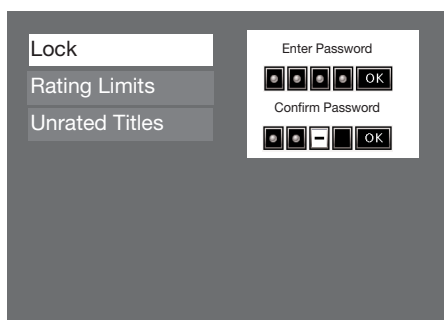 Lock
Rating Limits
Unrated Titles
Enter Password
OK
Confirm Password
– OK